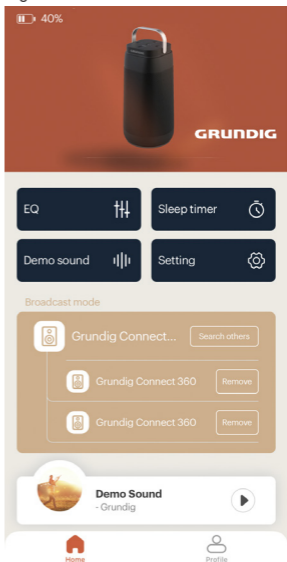 40%
GRUNDIG
EQ
Sleep timer
Demo sound
Setting
Broadcast mode
Grundig Connect...
Search others
Grundig Connect 360
Remove
Grundig Connect 360
Remove
Demo Sound
- Grundig
Home
Profile